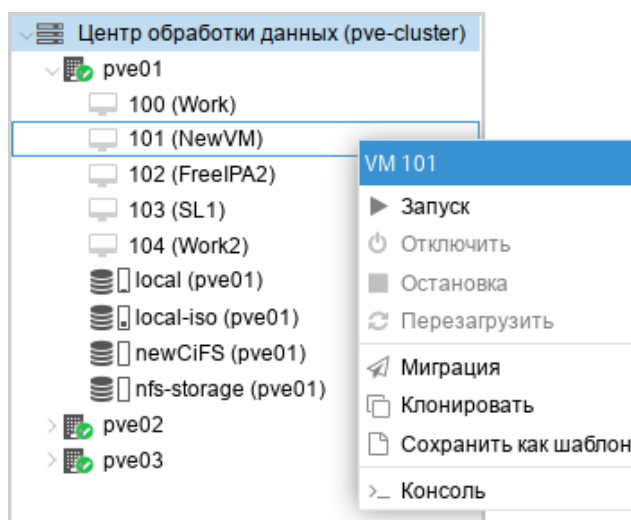 Центр обработки данных (pve-cluster)
pve01
100 (Work)
101 (NewVM)
102 (FreeIPA2)
103 (SL1)
104 (Work2)
local (pve01)
local-iso (pve01)
newCiFS (pve01)
nfs-storage (pve01)
pve02
pve03
VM 101
Запуск
Отключить
Остановка
Перезагрузить
Миграция
Клонировать
Сохранить как шаблон
Консоль